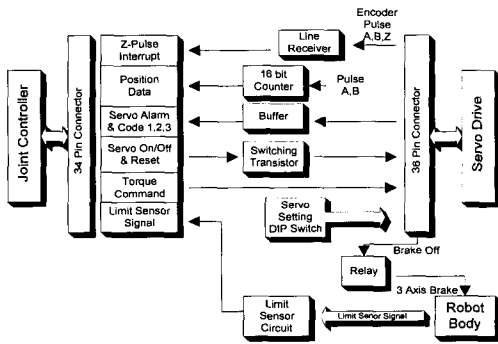 Joint Controller
34 Pin Connector
Z-Pulse
Interrupt
Position
Data
Servo Alarm
& Code 1,2,3
Servo On/Off
& Reset
Torque
Command
Limit Sensor
Signal
Line
Receiver
Encoder
Pulse
A,B,Z
16 bit
Counter
Pulse
A,B
Buffer
Switching
Transistor
Servo
Setting
DIP Switch
36 Pin Connector
Servo Drive
Brake Off
Relay
3 Axis Brake
Limit
Sensor
Circuit
Limit Senor Signal
Robot
Body